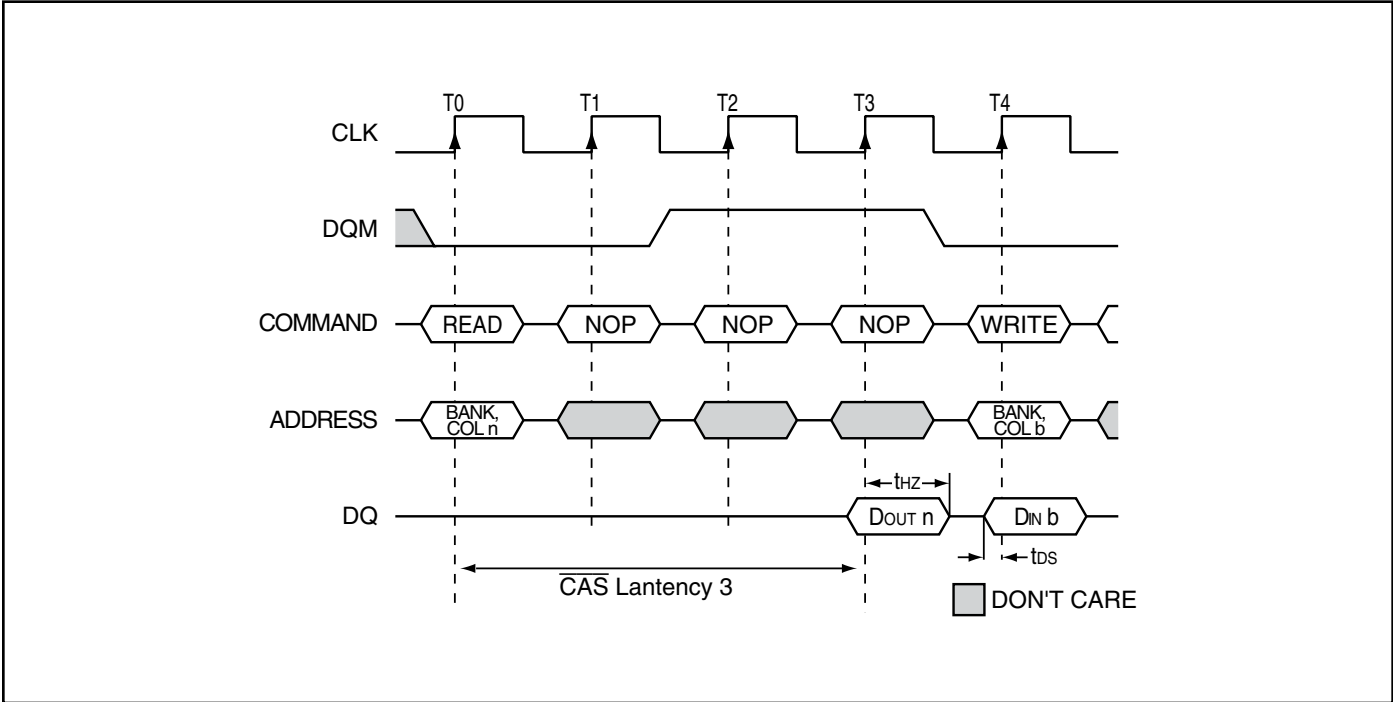 T0 T1 T2 T3 T4
CLK
DQM
COMMAND READ NOP NOP NOP WRITE
ADDRESS BANK, COL n BANK, COL b
tHZ
DQ DOUT n DIN b
tDS
CAS Lantency 3
DON'T CARE